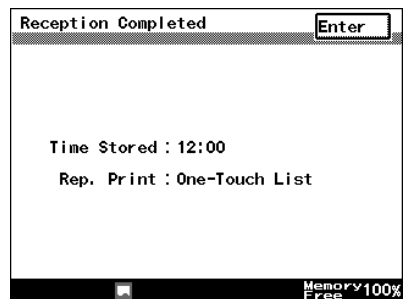 Reception Completed Enter
Time Stored : 12:00
Rep. Print : One-Touch List
Memory Free 100%